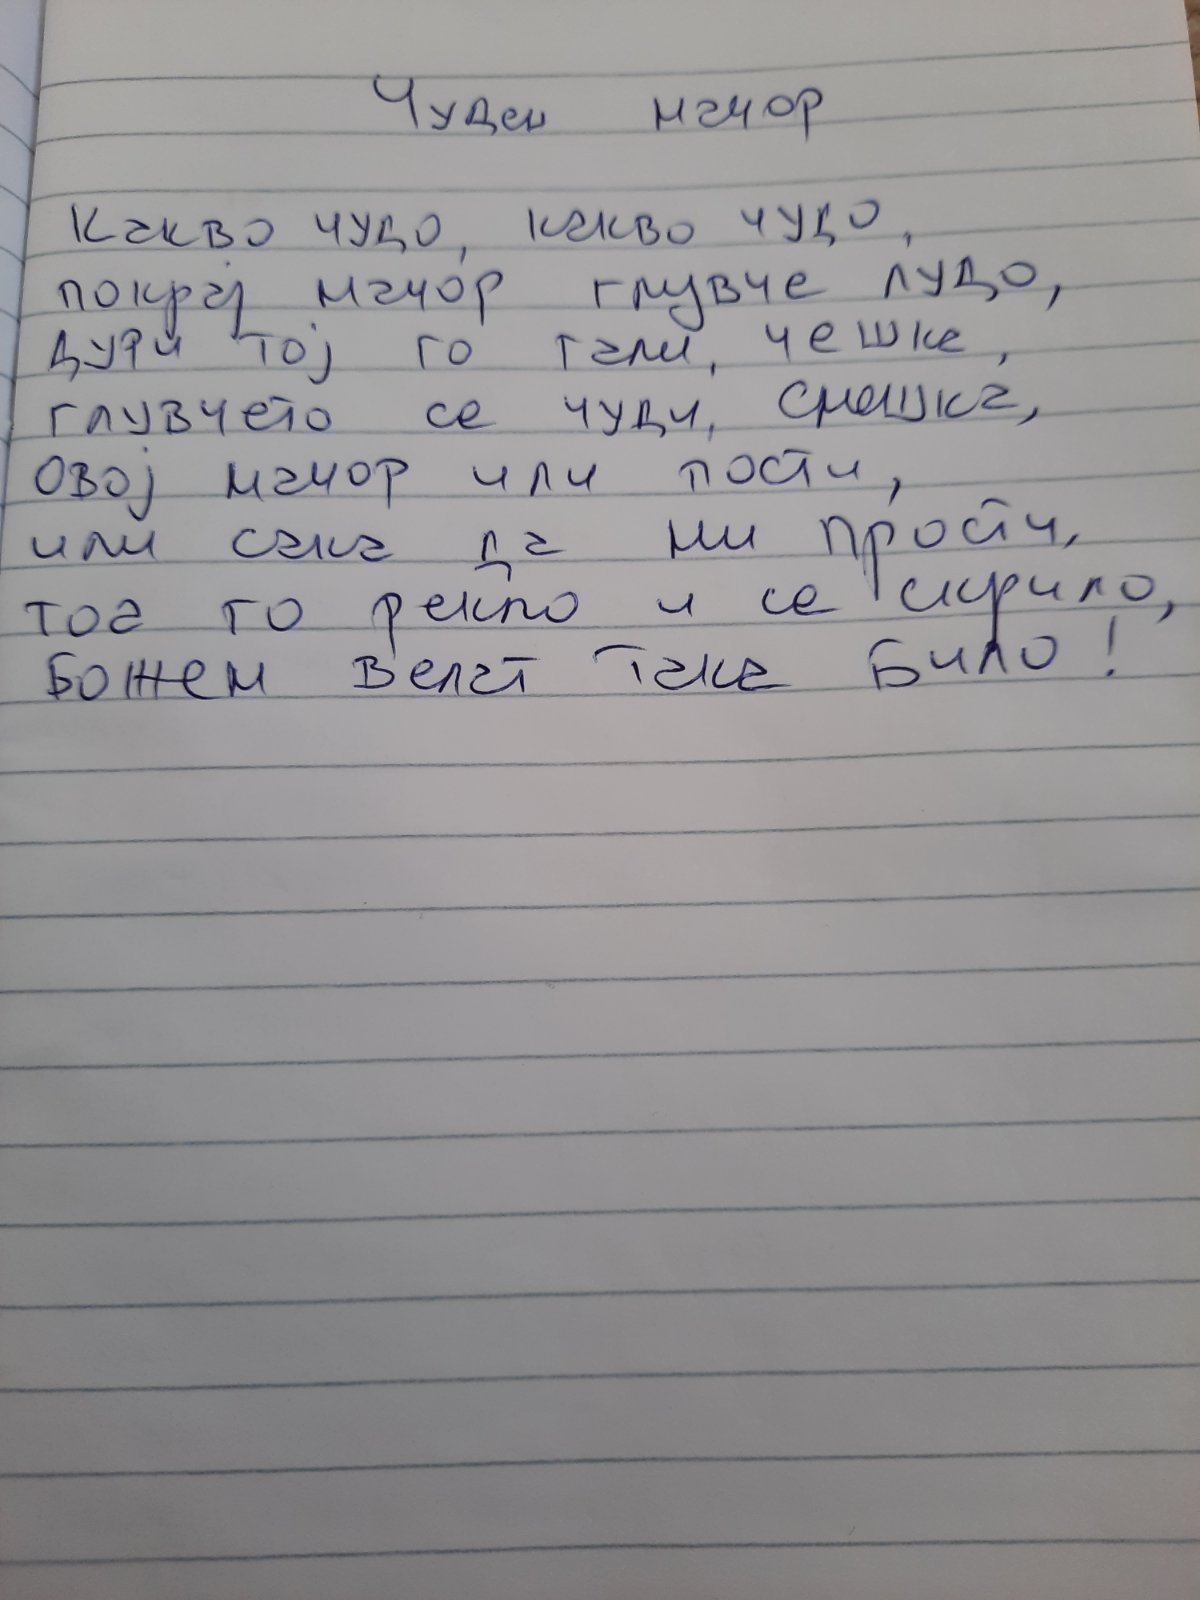 Чуден мачор
Какво чудо, какво чудо,
покрај мачор глувче лудо,
дури тој го гали, чешка,
глувчето се чуди, смешка,
овој мачор или пости,
или сака да ни прости,
тоа го рекло и се скрило,
Божем велат така било!